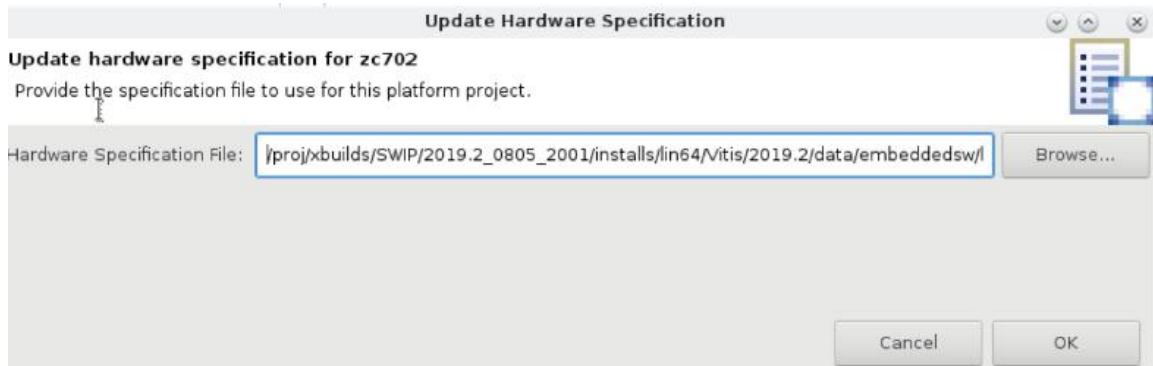 Update Hardware Specification
Update hardware specification for zc702
Provide the specification file to use for this platform project.
Hardware Specification File: /proj/xbuilds/SWIP/2019.2_0805_2001/installs/lin64/Vitis/2019.2/data/embeddedsw/l Browse...
Cancel OK